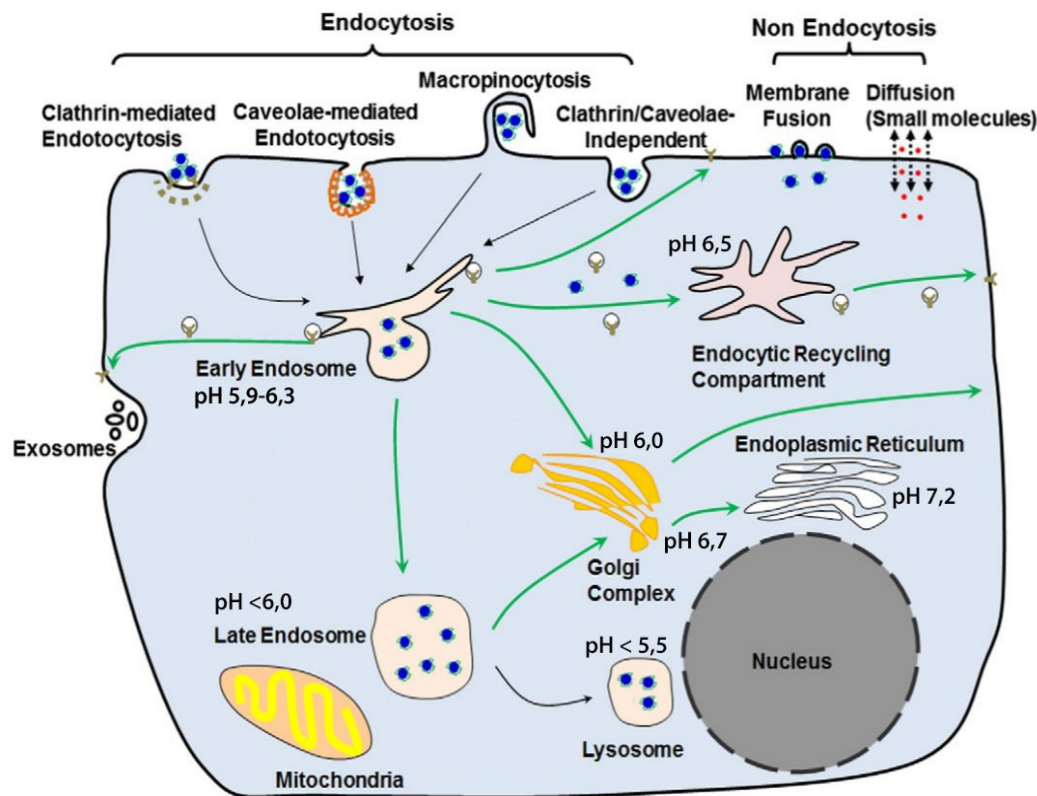 Endocytosis
Non Endocytosis
Macropinocytosis
Clathrin-mediated
Endotocytosis
Caveolae-mediated
Endotocytosis
Clathrin/Caveolae-
Independent
Membrane
Fusion
Diffusion
(Small molecules)
pH 6,5
Early Endosome
pH 5,9-6,3
Endocytic Recycling
Compartment
Exosomes
pH 6,0
Endoplasmic Reticulum
pH 7,2
pH 6,7
Golgi
Complex
pH <6,0
Late Endosome
pH < 5,5
Nucleus
Lysosome
Mitochondria